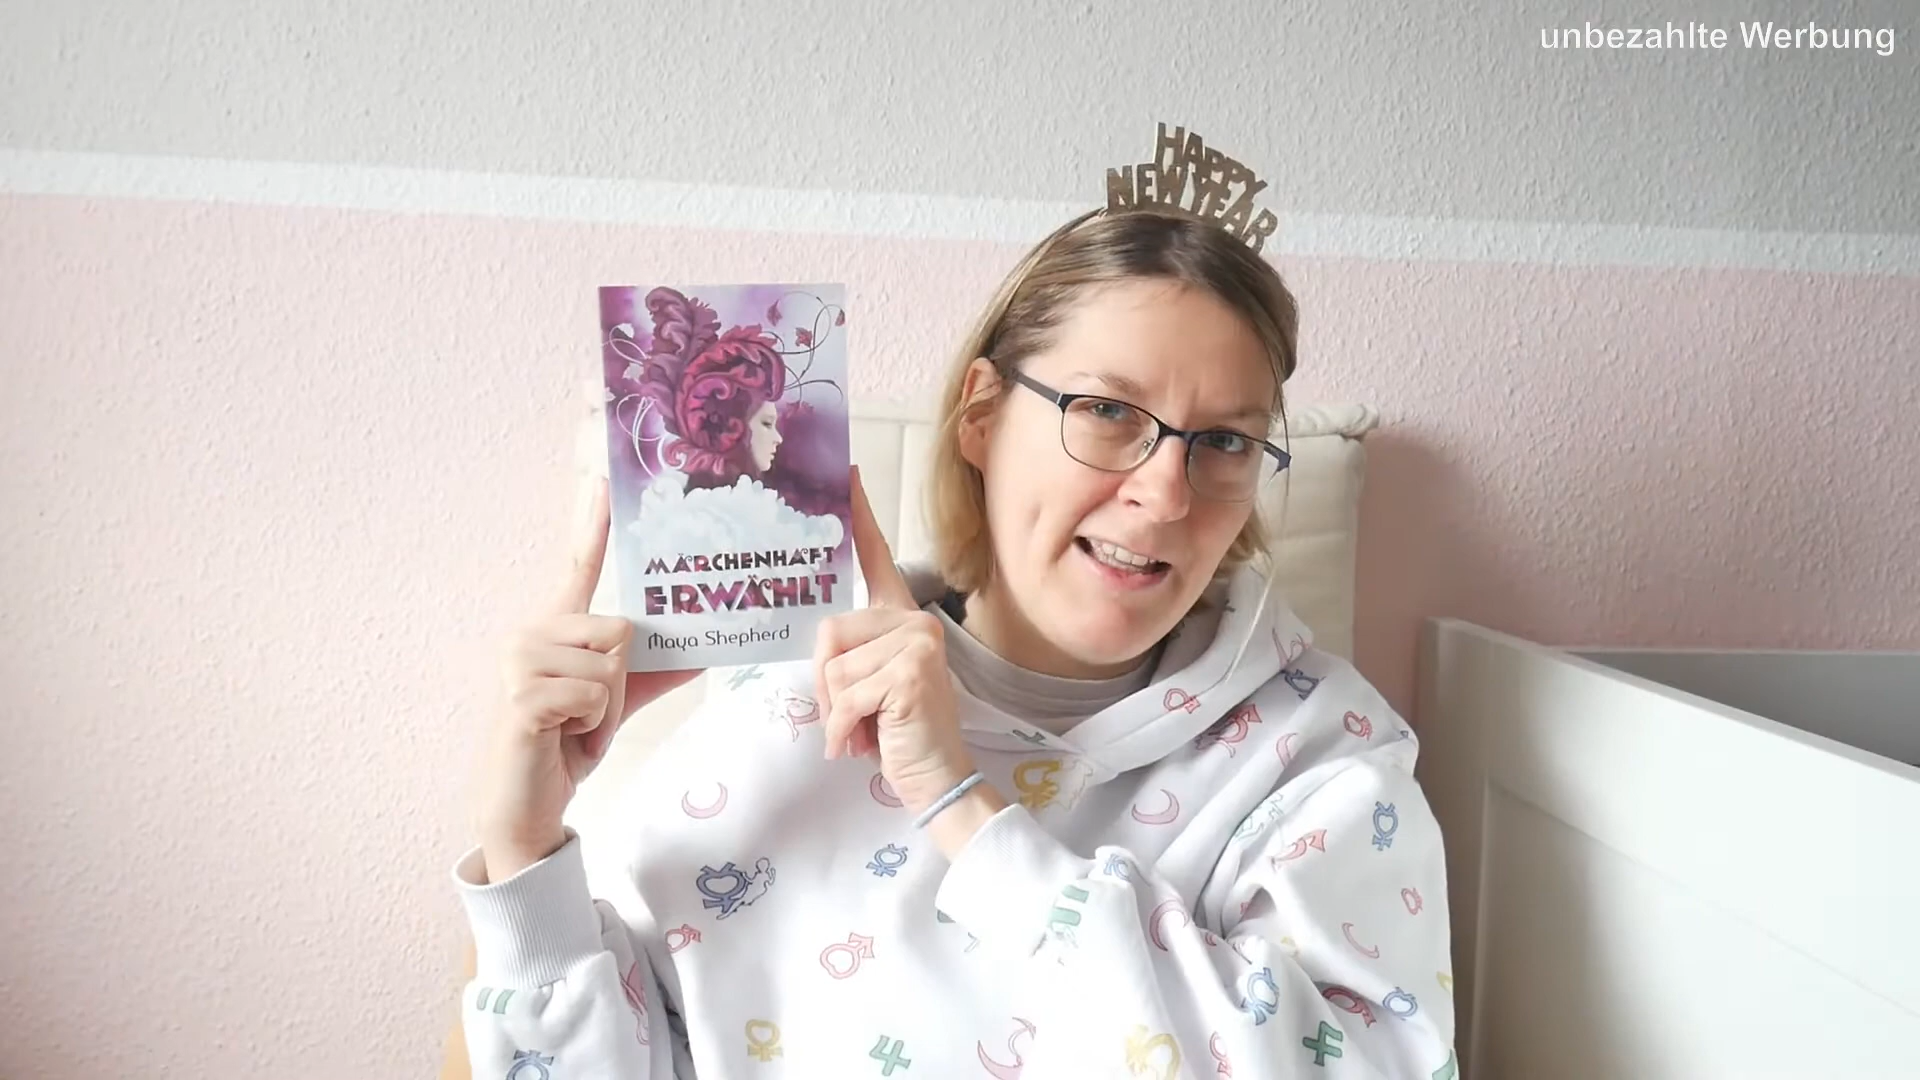 unbezahlte Werbung
HAPPY
NEW YEAR
MÄRCHENHAFT
ERWÄHLT
Maya Shepherd